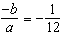 -b/a = -1/12